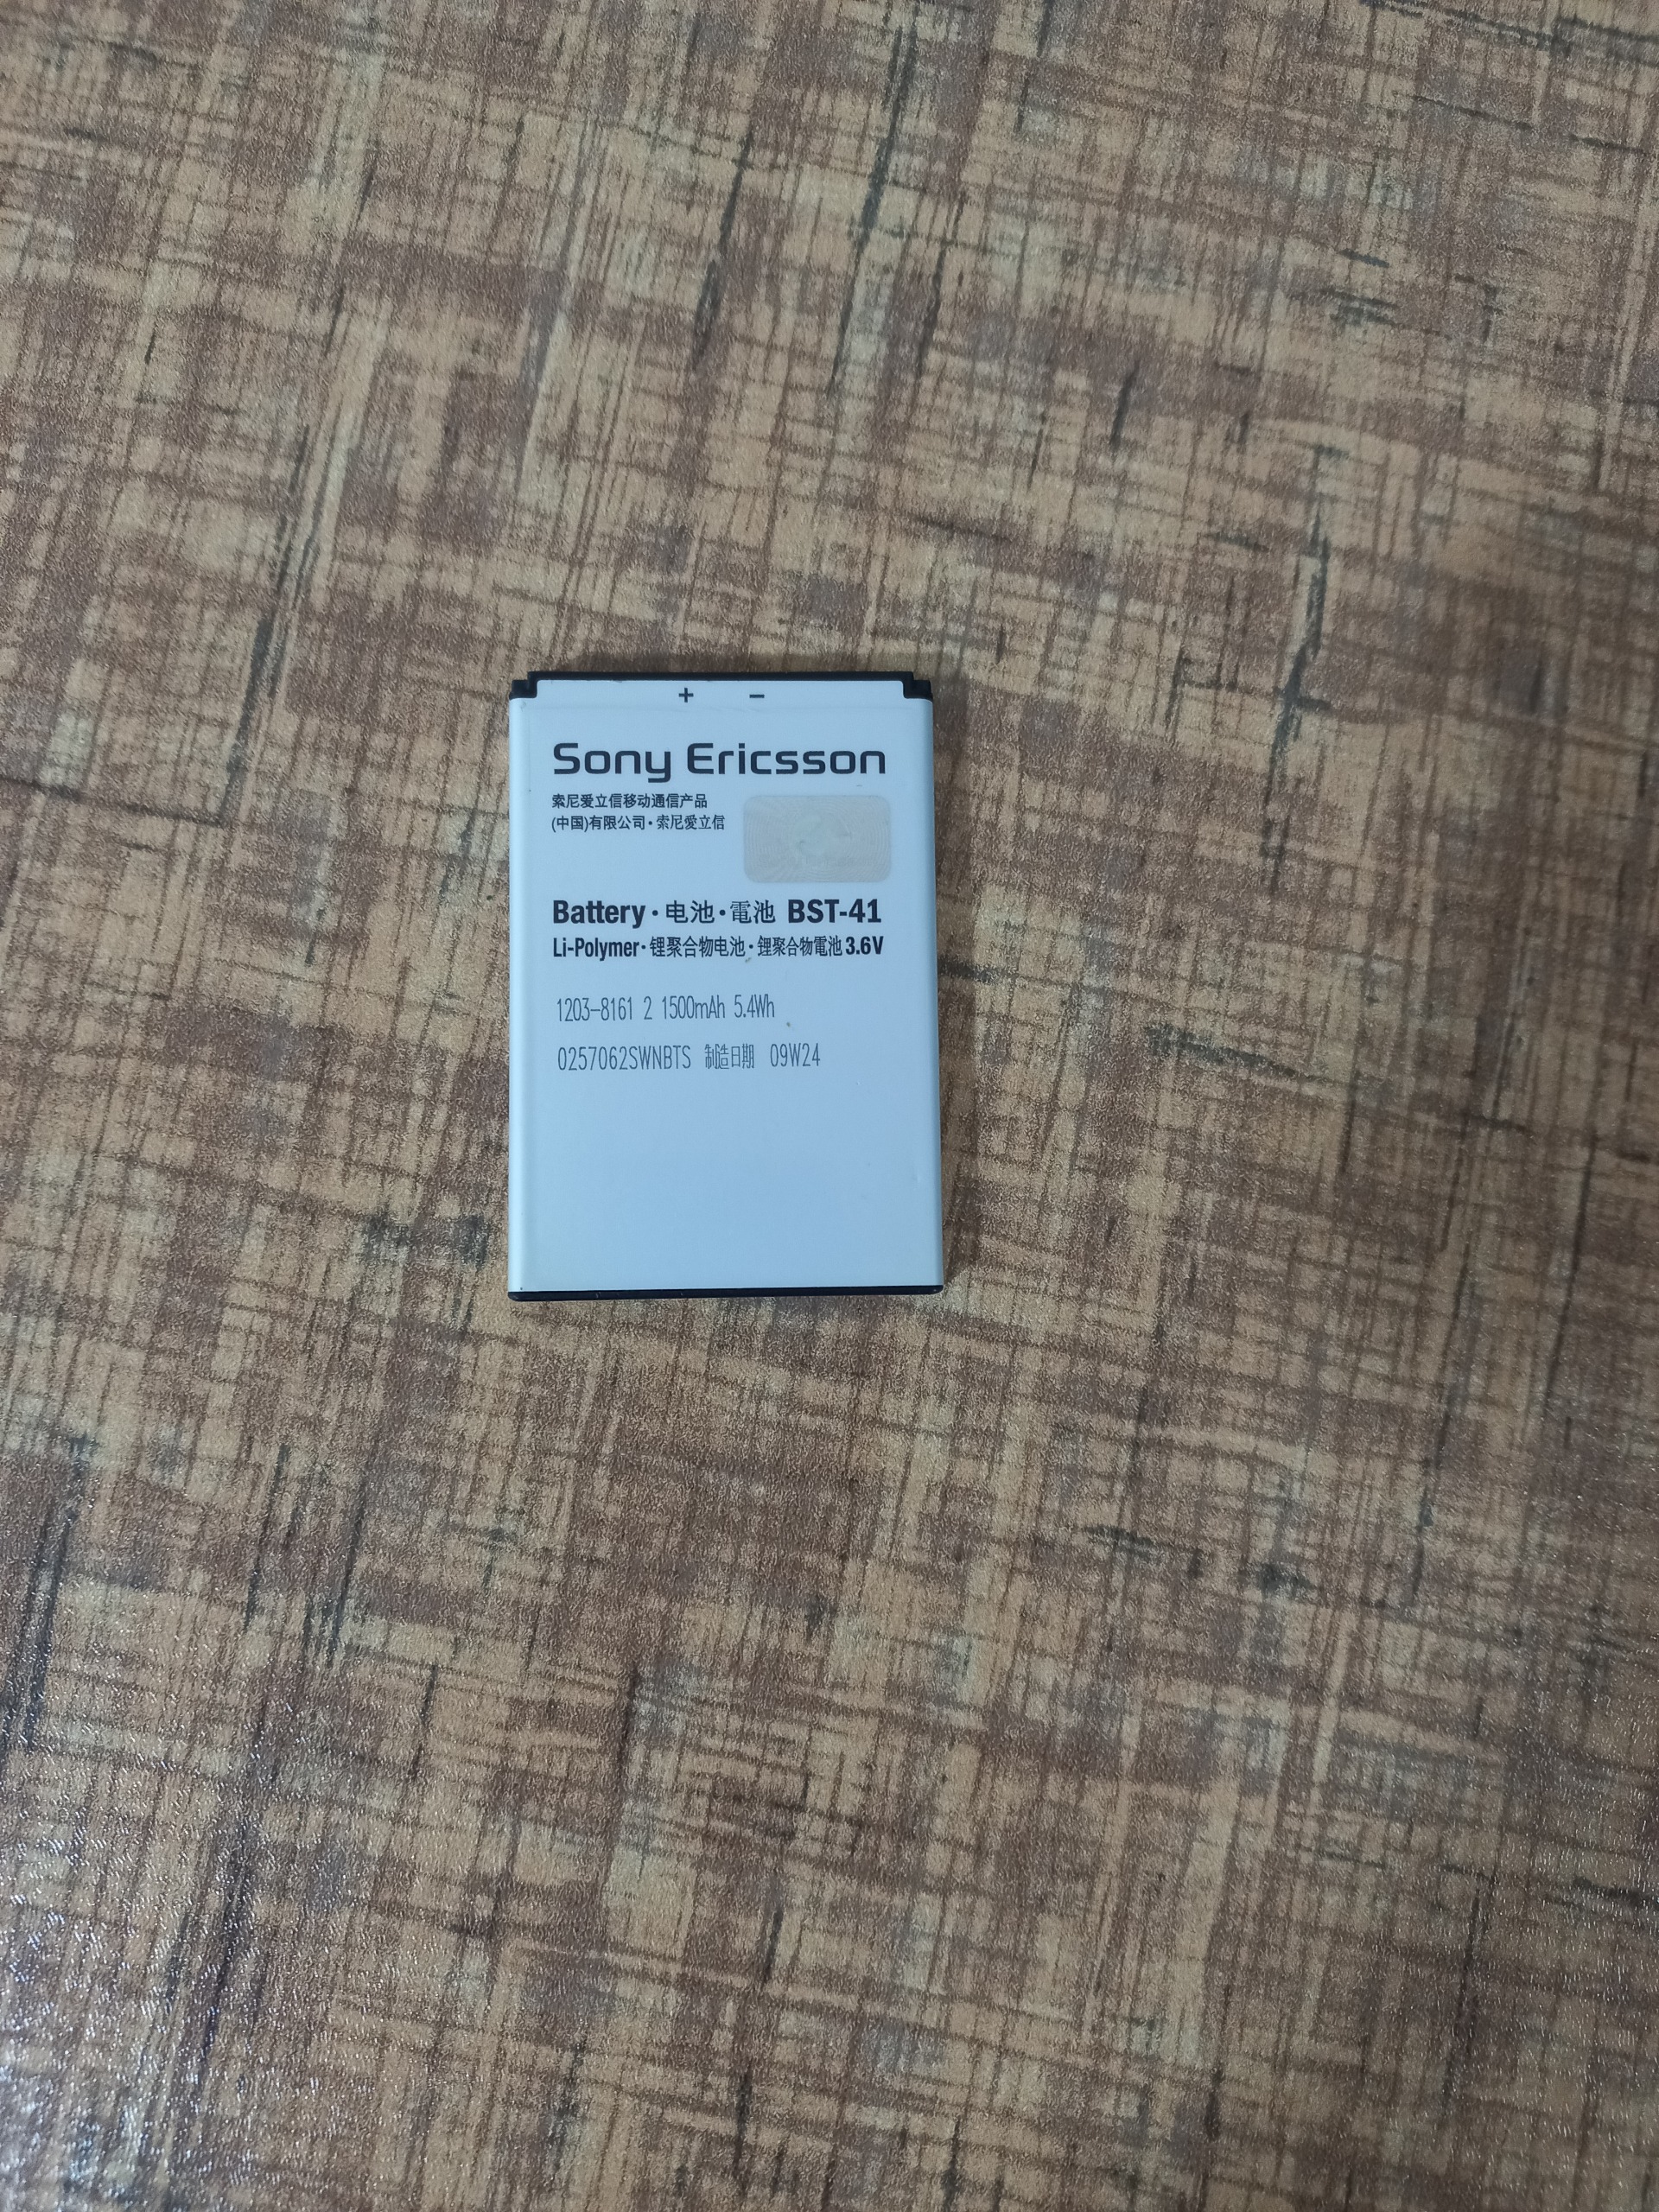 + −
Sony Ericsson
索尼爱立信移动通信产品
(中国)有限公司・索尼愛立信
Battery・电池・電池 BST-41
Li-Polymer・锂聚合物电池・鋰聚合物電池 3.6V
1203-8161 2 1500mAh 5.4Wh
0257062SWNBTS 制造日期 09W24